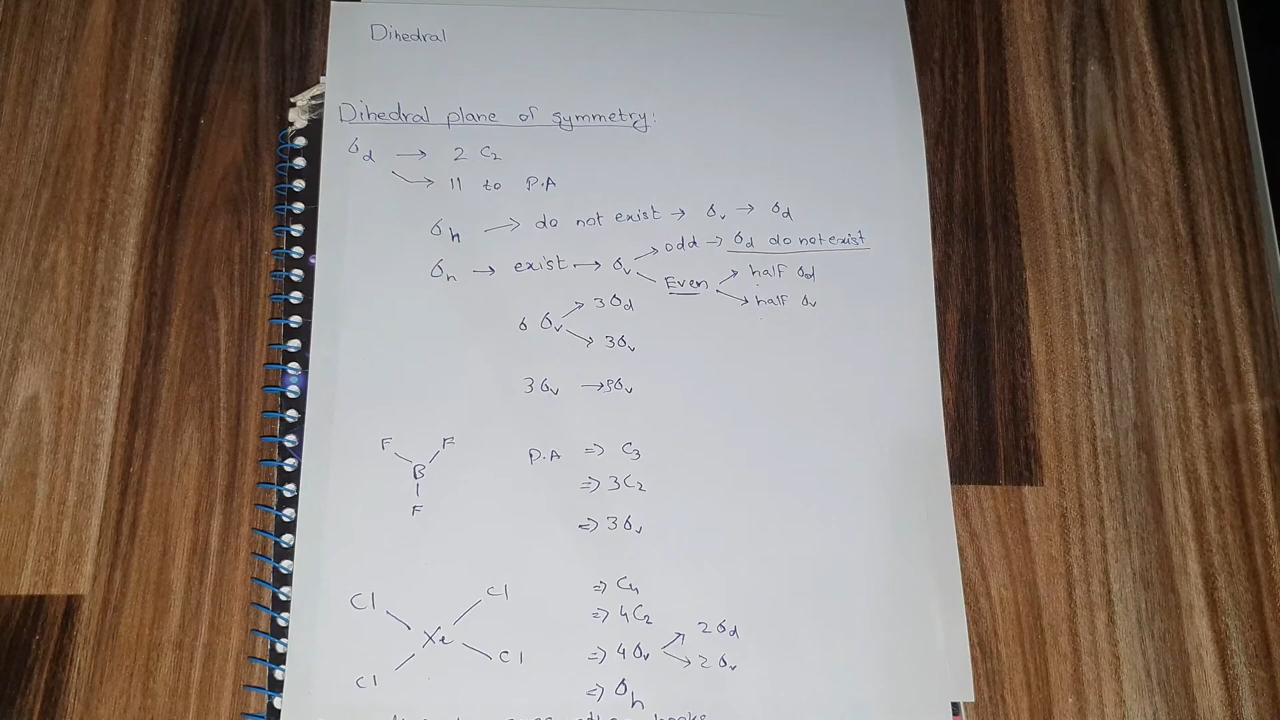 Dihedral
Dihedral plane of symmetry:
σd → 2 C2
→ 11 to P.A
σh → do not exist → σv → σd
σh → exist → σv → odd → σd do not exist
Even → half σd
→ half σv
6 σv → 3σd
→ 3σv
3σv → 3σv
F F
B
F
P.A ⇒ C3
⇒ 3C2
⇒ 3σv
Cl Cl
Xe
Cl Cl
⇒ C4
⇒ 4C2
⇒ 4σv → 2σd
→ 2σv
⇒ σh